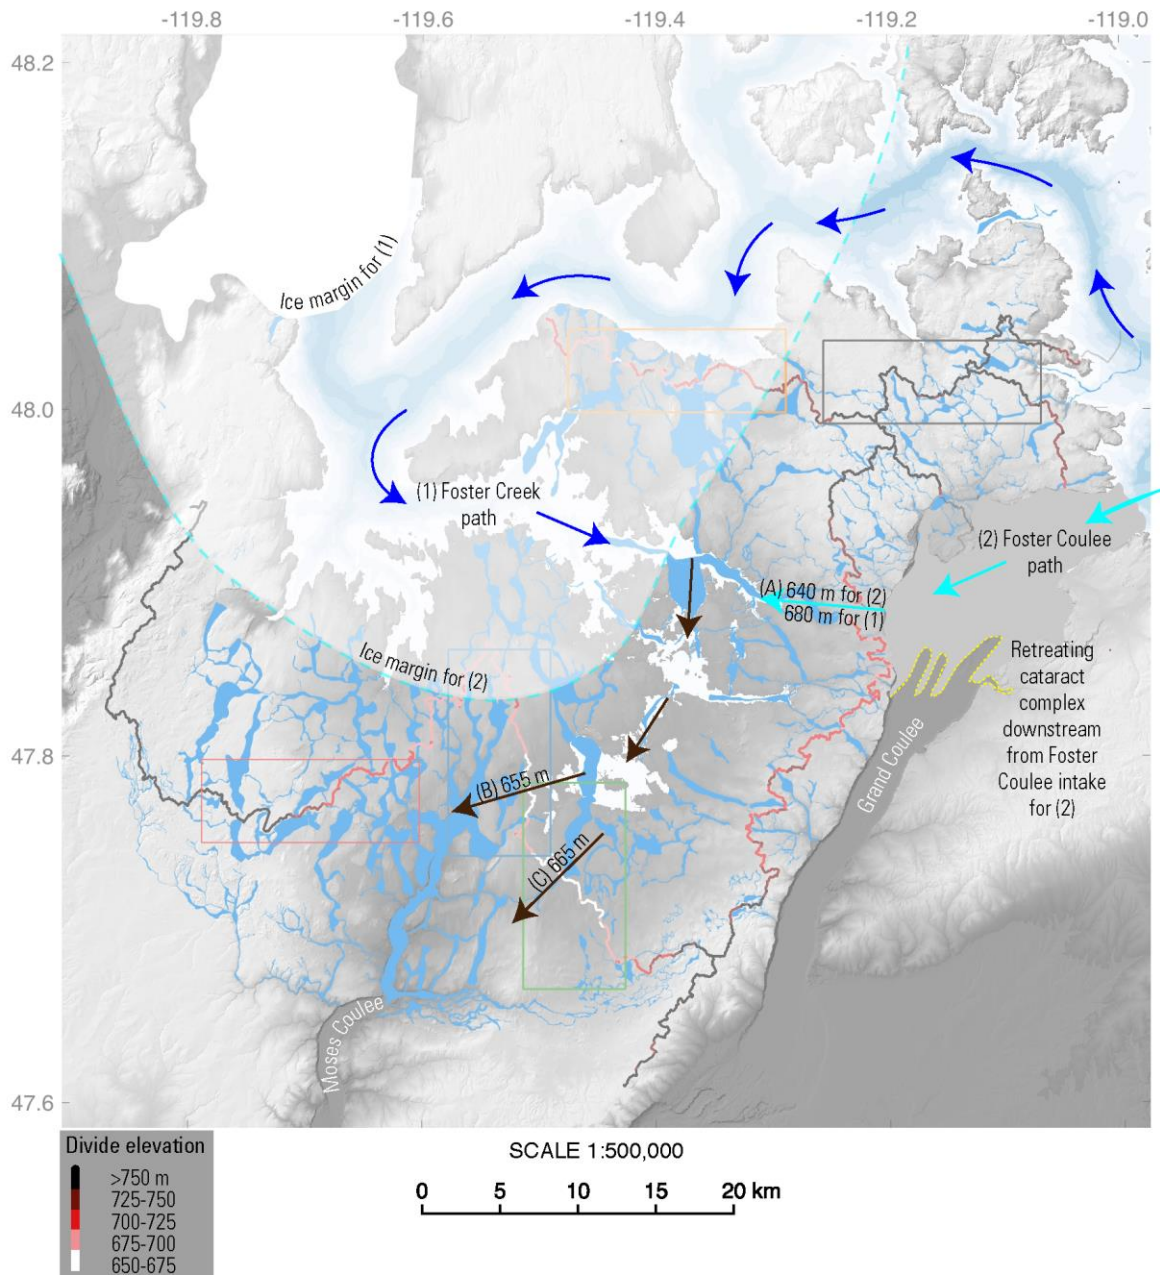 -119.8
-119.6
-119.4
-119.2
-119.0
48.2
Ice margin for (1)
48.0
(1) Foster Creek
path
(2) Foster Coulee
path
(A) 640 m for (2)
680 m for (1)
Ice margin for (2)
Retreating
cataract
complex
downstream
from Foster
Coulee intake
for (2)
47.8
(B) 655 m
Grand Coulee
(C) 665 m
Moses Coulee
47.6
Divide elevation
>750 m
725-750
700-725
675-700
650-675
SCALE 1:500,000
0 5 10 15 20 km